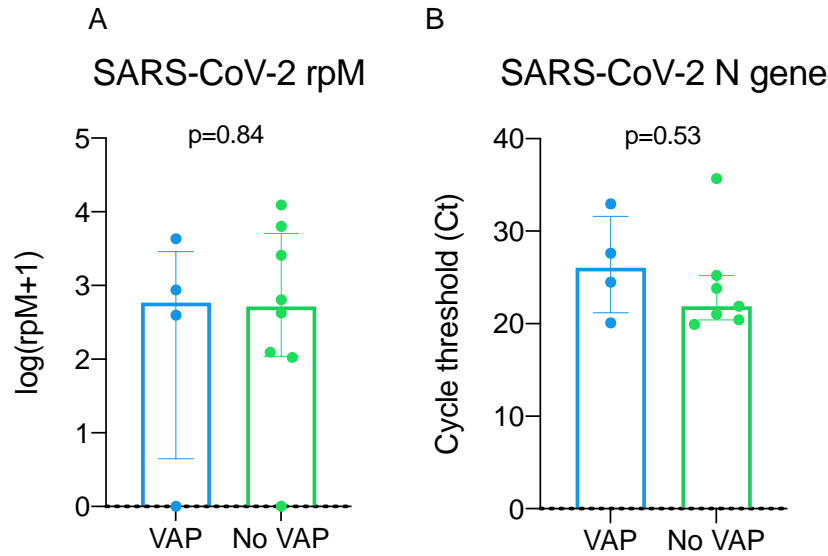 A
SARS-CoV-2 rpM
p=0.84
log(rpM+1)
5
4
3
2
1
0
VAP No VAP
B
SARS-CoV-2 N gene
p=0.53
Cycle threshold (Ct)
40
30
20
10
0
VAP No VAP